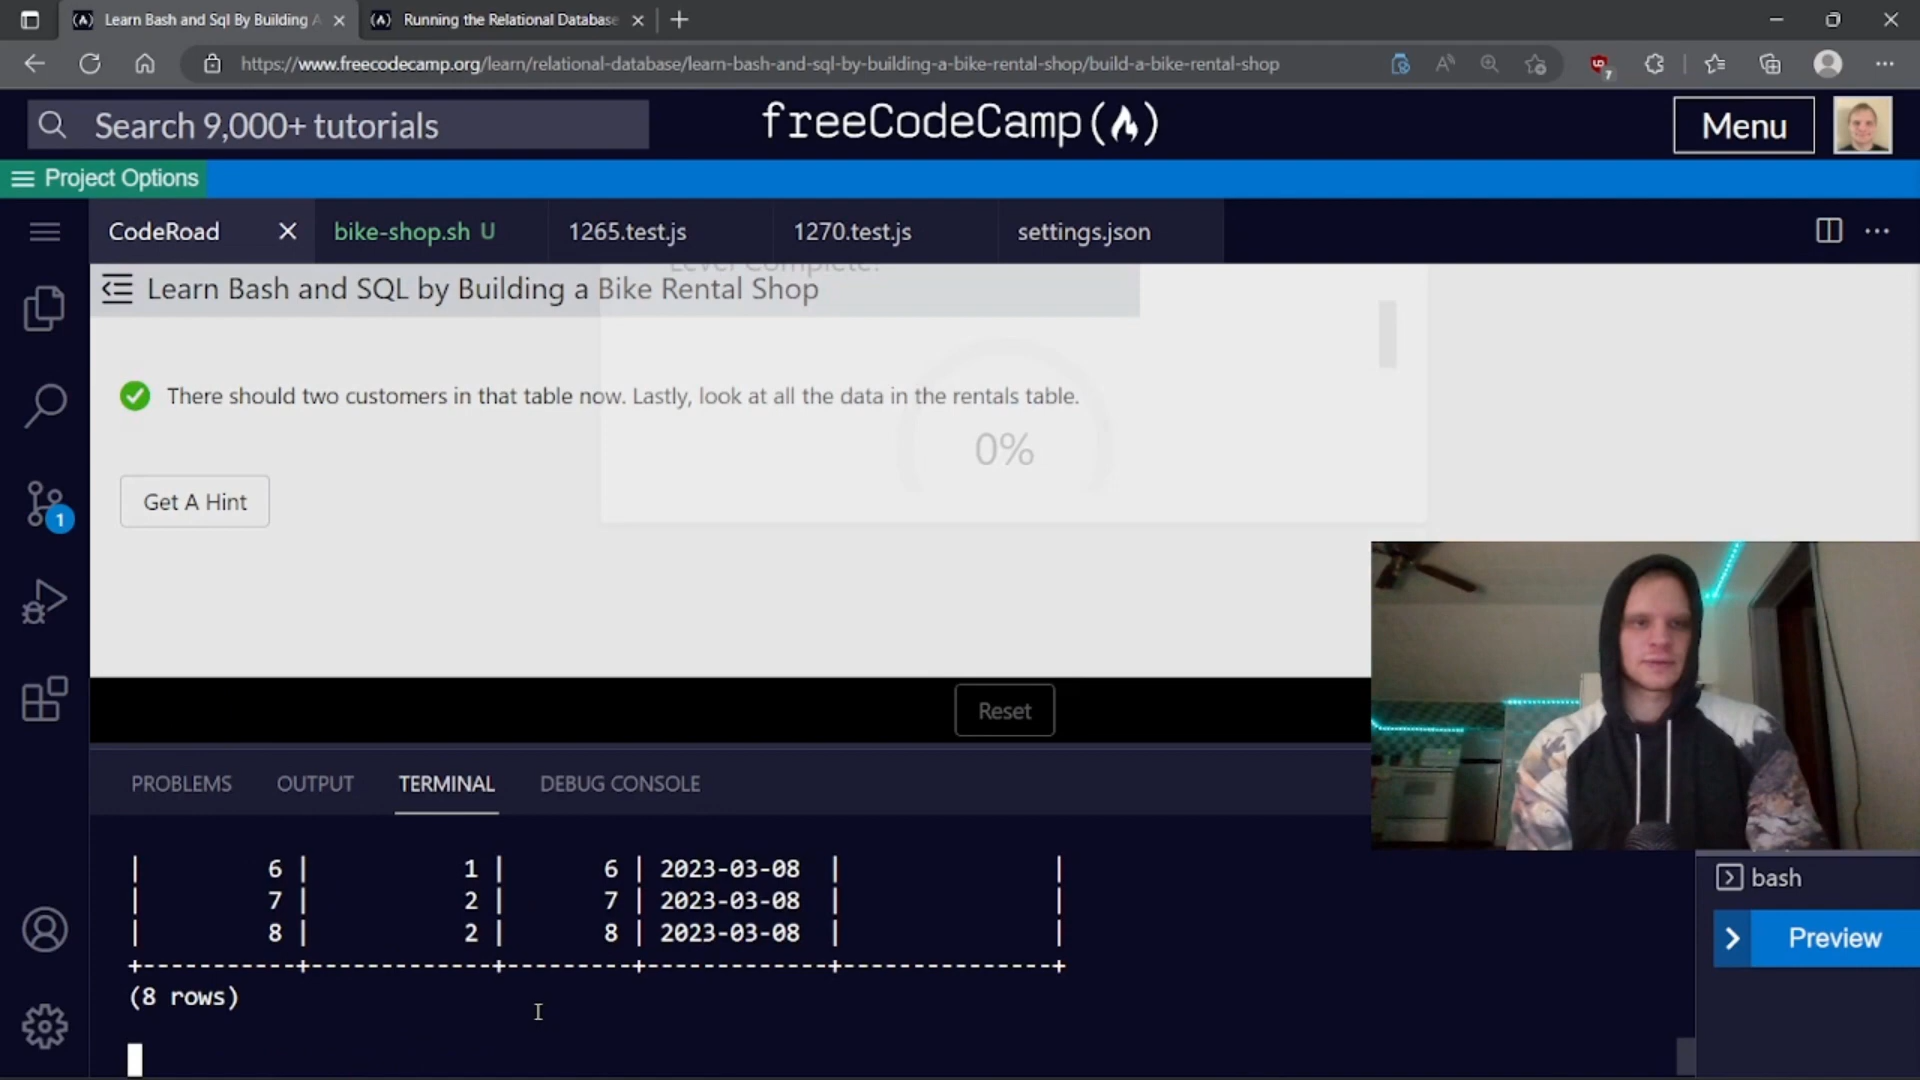 Learn Bash and Sql By Building A
Running the Relational Database
https://www.freecodecamp.org/learn/relational-database/learn-bash-and-sql-by-building-a-bike-rental-shop/build-a-bike-rental-shop
7
Search 9,000+ tutorials
freeCodeCamp
Menu
Project Options
CodeRoad
bike-shop.sh U
1265.test.js
1270.test.js
settings.json
Level Complete!
Learn Bash and SQL by Building a Bike Rental Shop
There should two customers in that table now. Lastly, look at all the data in the rentals table.
0%
Get A Hint
1
Reset
PROBLEMS
OUTPUT
TERMINAL
DEBUG CONSOLE
| 6 | 1 | 6 | 2023-03-08 | |
| 7 | 2 | 7 | 2023-03-08 | |
| 8 | 2 | 8 | 2023-03-08 | |
+------------+-------------+---------+-------------+---------------+
(8 rows)
bash
Preview